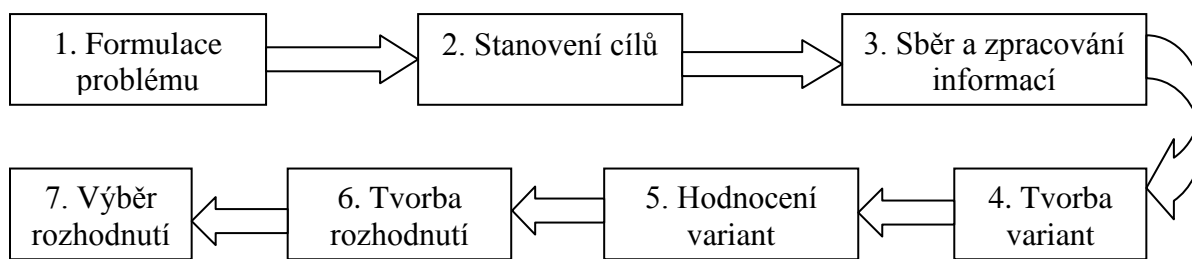 1. Formulace
problému
2. Stanovení cílů
3. Sběr a zpracování
informací
4. Tvorba
variant
5. Hodnocení
variant
6. Tvorba
rozhodnutí
7. Výběr
rozhodnutí